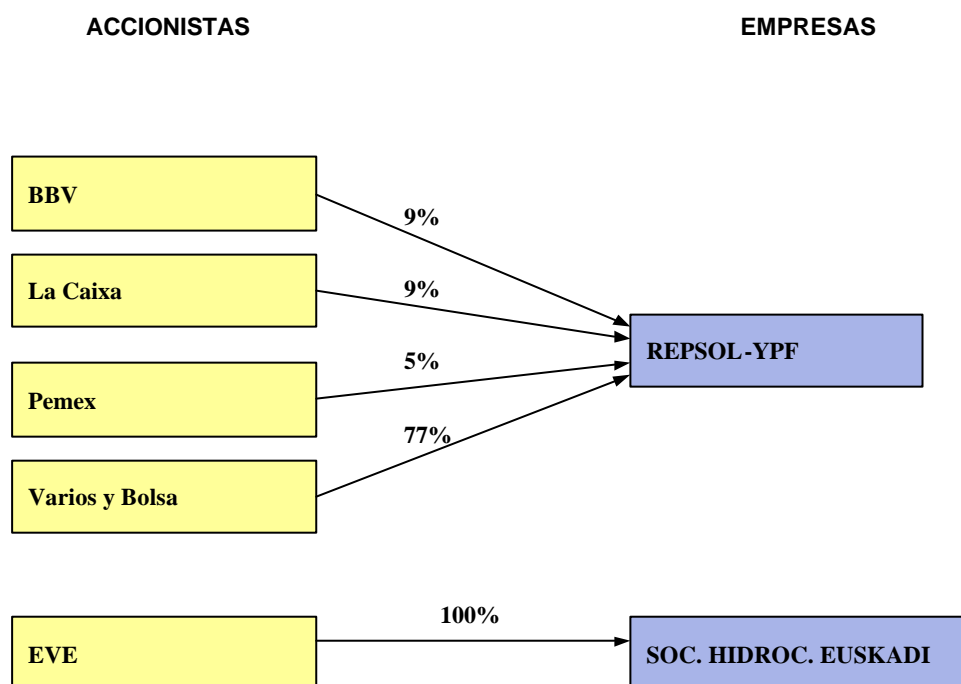 ACCIONISTAS EMPRESAS
BBV
9%
La Caixa
9%
REPSOL-YPF
5%
Pemex
77%
Varios y Bolsa
100%
EVE
SOC. HIDROC. EUSKADI